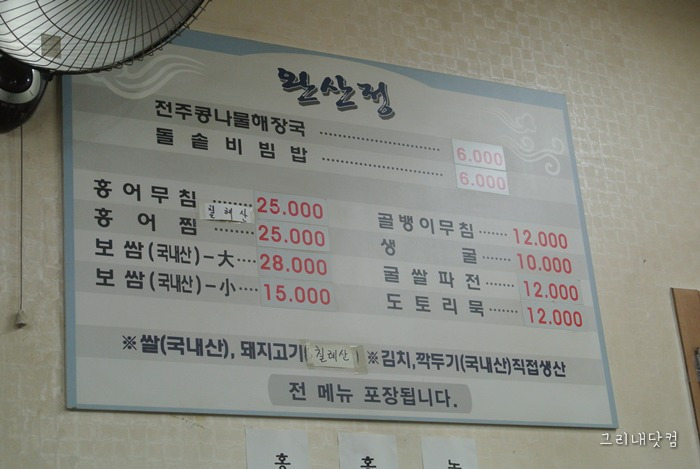 완산정
전주콩나물해장국 ............ 6.000
돌솥비빔밥 ............ 6.000
홍어무침 ....... 25.000
칠레산
홍어찜 ....... 25.000
보쌈(국내산)-大 .... 28.000
보쌈(국내산)-小 .... 15.000
골뱅이무침 ...... 12.000
생굴 ...... 10.000
굴쌀파전 ...... 12.000
도토리묵 ...... 12.000
※쌀(국내산), 돼지고기(칠레산) ※김치,깍두기(국내산)직접생산
전 메뉴 포장됩니다.
홍 홍 녹
그리내닷컴